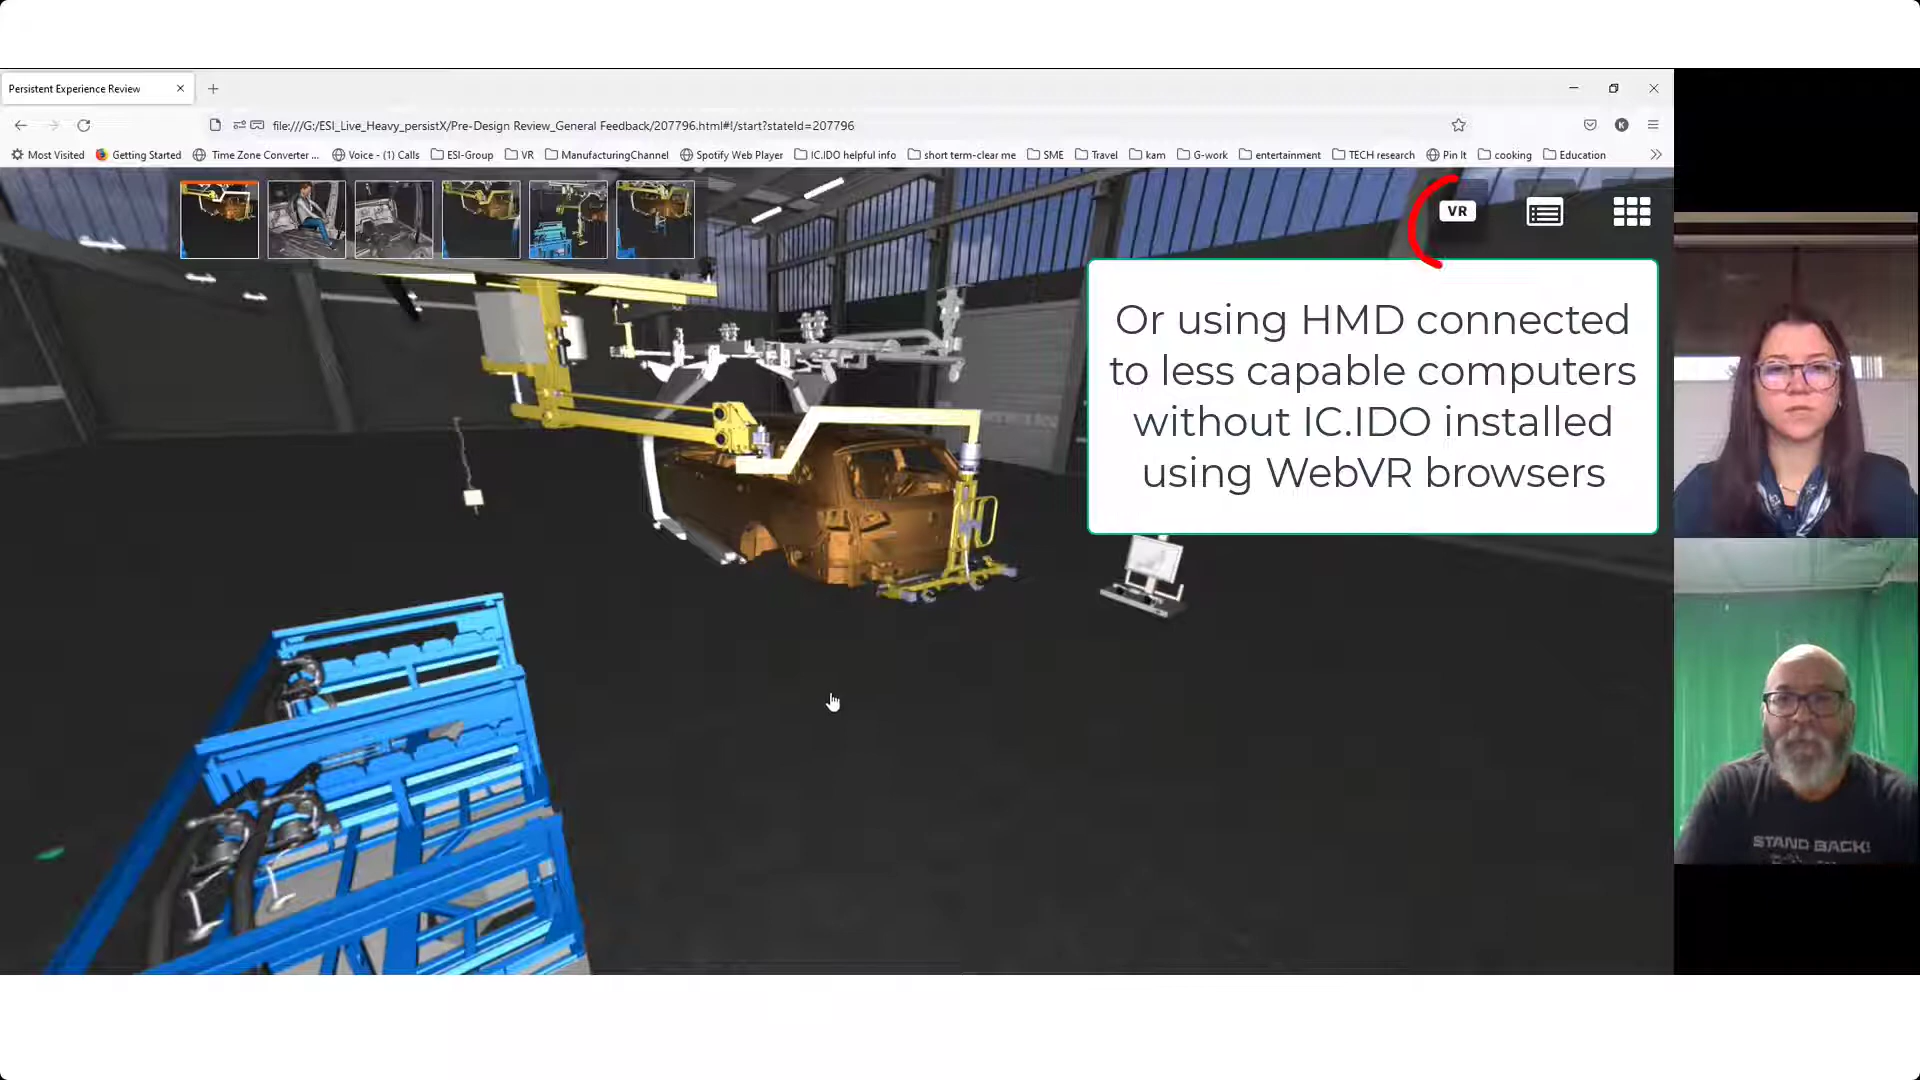 Persistent Experience Review
file:///G:/ESI_Live_Heavy_persistX/Pre-Design Review_General Feedback/207796.html#!/start?stateId=207796
K
Most Visited Getting Started Time Zone Converter ... Voice - (1) Calls ESI-Group VR ManufacturingChannel Spotify Web Player IC.IDO helpful info short term-clear me SME Travel kam G-work entertainment TECH research Pin It cooking Education
VR
Or using HMD connected
to less capable computers
without IC.IDO installed
using WebVR browsers
STAND BACK!